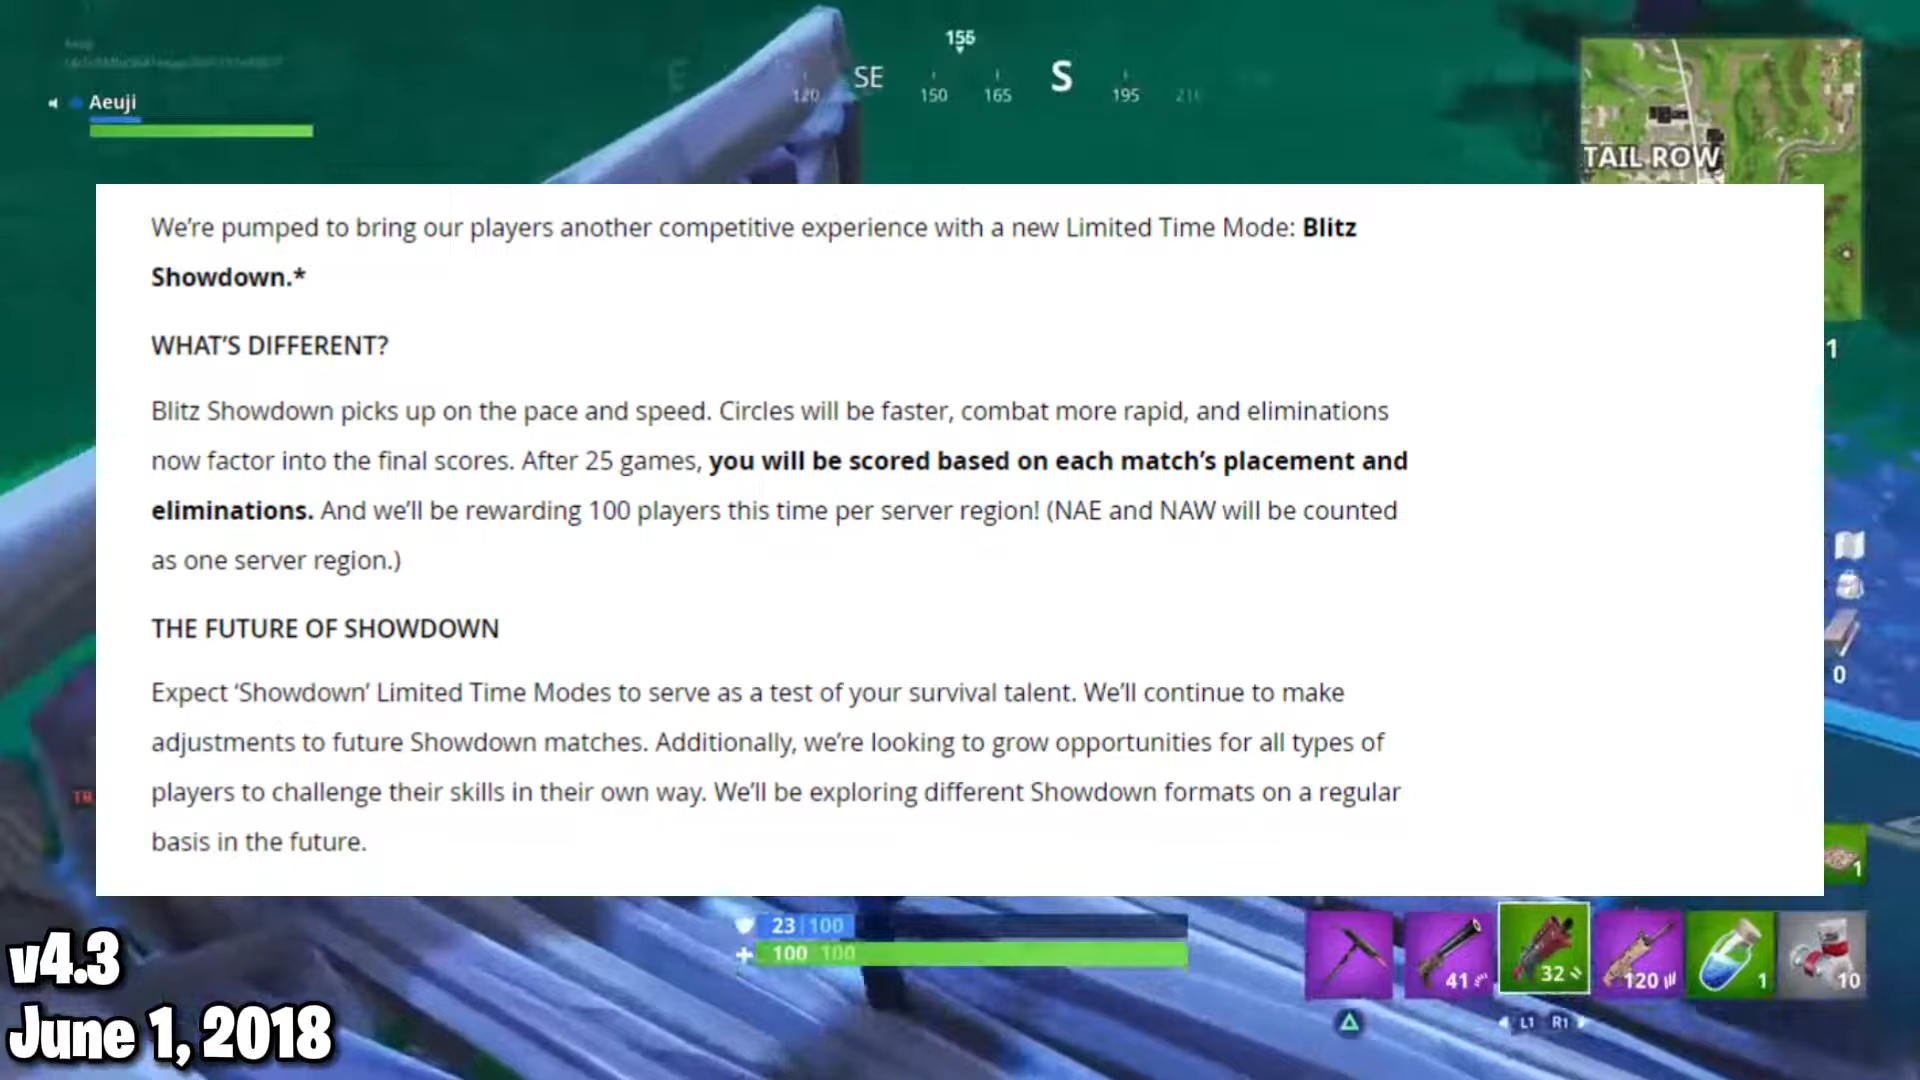 155
E
SE
S
120
150
165
195
210
Aeuji
TAIL ROW
1
We're pumped to bring our players another competitive experience with a new Limited Time Mode: Blitz
Showdown.*
WHAT'S DIFFERENT?
Blitz Showdown picks up on the pace and speed. Circles will be faster, combat more rapid, and eliminations
now factor into the final scores. After 25 games, you will be scored based on each match's placement and
eliminations. And we'll be rewarding 100 players this time per server region! (NAE and NAW will be counted
as one server region.)
THE FUTURE OF SHOWDOWN
Expect 'Showdown' Limited Time Modes to serve as a test of your survival talent. We'll continue to make
adjustments to future Showdown matches. Additionally, we're looking to grow opportunities for all types of
players to challenge their skills in their own way. We'll be exploring different Showdown formats on a regular
basis in the future.
0
1
23 | 100
100 100
41
32
120
1
10
L1 R1
v4.3
June 1, 2018